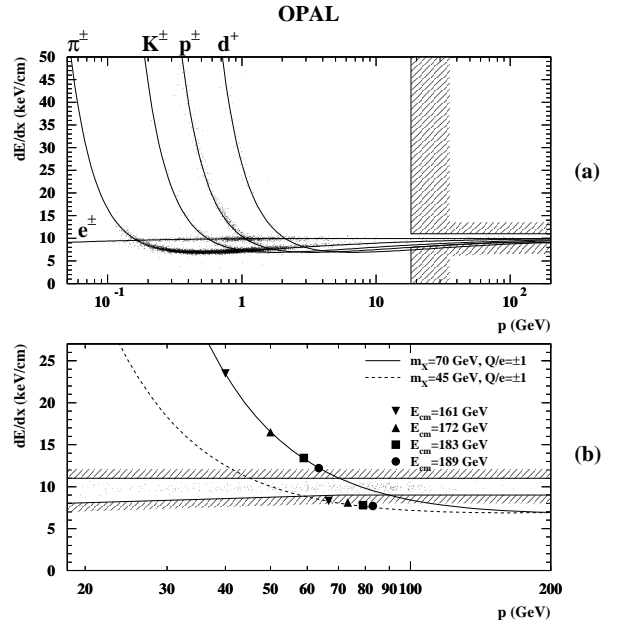 OPAL
π± K± p± d+
dE/dx (keV/cm)
50
45
40
35
30
25
20
15
10
5
0
e±
(a)
10-1 1 10 102
p (GeV)
dE/dx (keV/cm)
25
20
15
10
5
0
mX=70 GeV, Q/e=±1
mX=45 GeV, Q/e=±1
Ecm=161 GeV
Ecm=172 GeV
Ecm=183 GeV
Ecm=189 GeV
(b)
20 30 40 50 60 70 80 90 100 200
p (GeV)